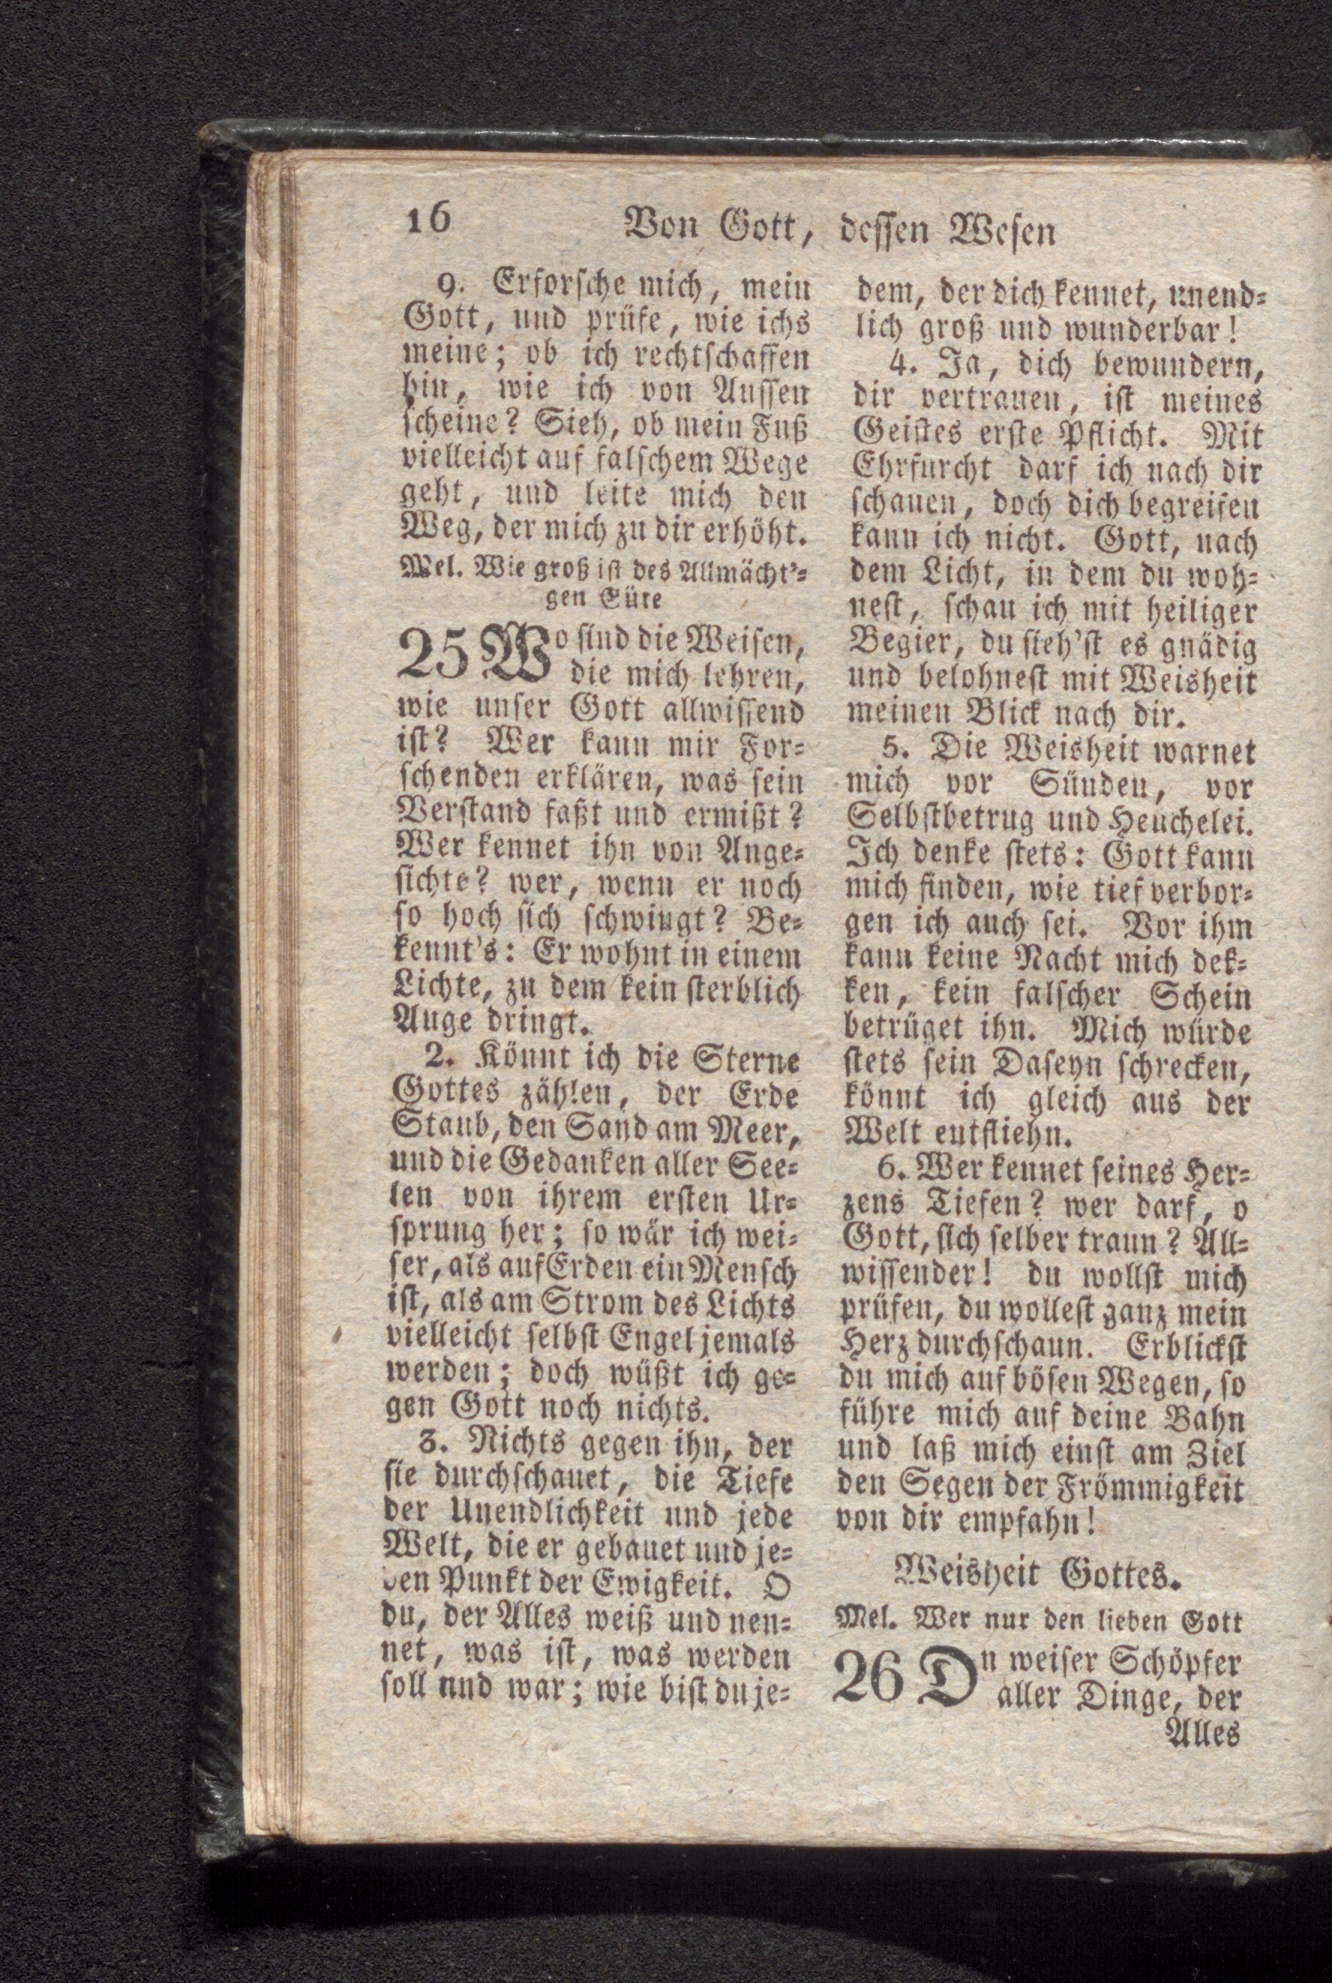 16 Von Gott, dessen Wesen
9. Erforsche mich, mein
Gott, und prüfe, wie ichs
meine; ob ich rechtschaffen
bin, wie ich von Aussen
scheine? Sieh, ob mein Fuß
vielleicht auf falschem Wege
geht, und leite mich den
Weg, der mich zu dir erhöht.
Mel. Wie groß ist des Allmächt'-
gen Güte
25 Wo sind die Weisen,
die mich lehren,
wie unser Gott allwissend
ist? Wer kann mir For-
schenden erklären, was sein
Verstand faßt und ermißt?
Wer kennet ihn von Ange-
sichte? wer, wenn er noch
so hoch sich schwingt? Be-
kennt's: Er wohnt in einem
Lichte, zu dem kein sterblich
Auge dringt.
2. Könnt ich die Sterne
Gottes zählen, der Erde
Staub, den Sand am Meer,
und die Gedanken aller See-
len von ihrem ersten Ur-
sprung her; so wär ich wei-
ser, als auf Erden ein Mensch
ist, als am Strom des Lichts
vielleicht selbst Engel jemals
werden; doch wüßt ich ge-
gen Gott noch nichts.
3. Nichts gegen ihn, der
sie durchschauet, die Tiefe
der Unendlichkeit und jede
Welt, die er gebauet und je-
den Punkt der Ewigkeit. O
du, der Alles weiß und nen-
net, was ist, was werden
soll und war; wie bist du je-
dem, der dich kennet, unend-
lich groß und wunderbar!
4. Ja, dich bewundern,
dir vertrauen, ist meines
Geistes erste Pflicht. Mit
Ehrfurcht darf ich nach dir
schauen, doch dich begreifen
kann ich nicht. Gott, nach
dem Licht, in dem du woh-
nest, schau ich mit heiliger
Begier, du sieh'st es gnädig
und belohnest mit Weisheit
meinen Blick nach dir.
5. Die Weisheit warnet
mich vor Sünden, vor
Selbstbetrug und Heuchelei.
Ich denke stets: Gott kann
mich finden, wie tief verbor-
gen ich auch sei. Vor ihm
kann keine Nacht mich dek-
ken, kein falscher Schein
betrüget ihn. Mich würde
stets sein Daseyn schrecken,
könnt ich gleich aus der
Welt entfliehn.
6. Wer kennet seines Her-
zens Tiefen? wer darf, o
Gott, sich selber traun? All-
wissender! du wollst mich
prüfen, du wollest ganz mein
Herz durchschaun. Erblickst
du mich auf bösen Wegen, so
führe mich auf deine Bahn
und laß mich einst am Ziel
den Segen der Frömmigkeit
von dir empfahn!
Weisheit Gottes.
Mel. Wer nur den lieben Gott
26 Du weiser Schöpfer
aller Dinge, der
Alles